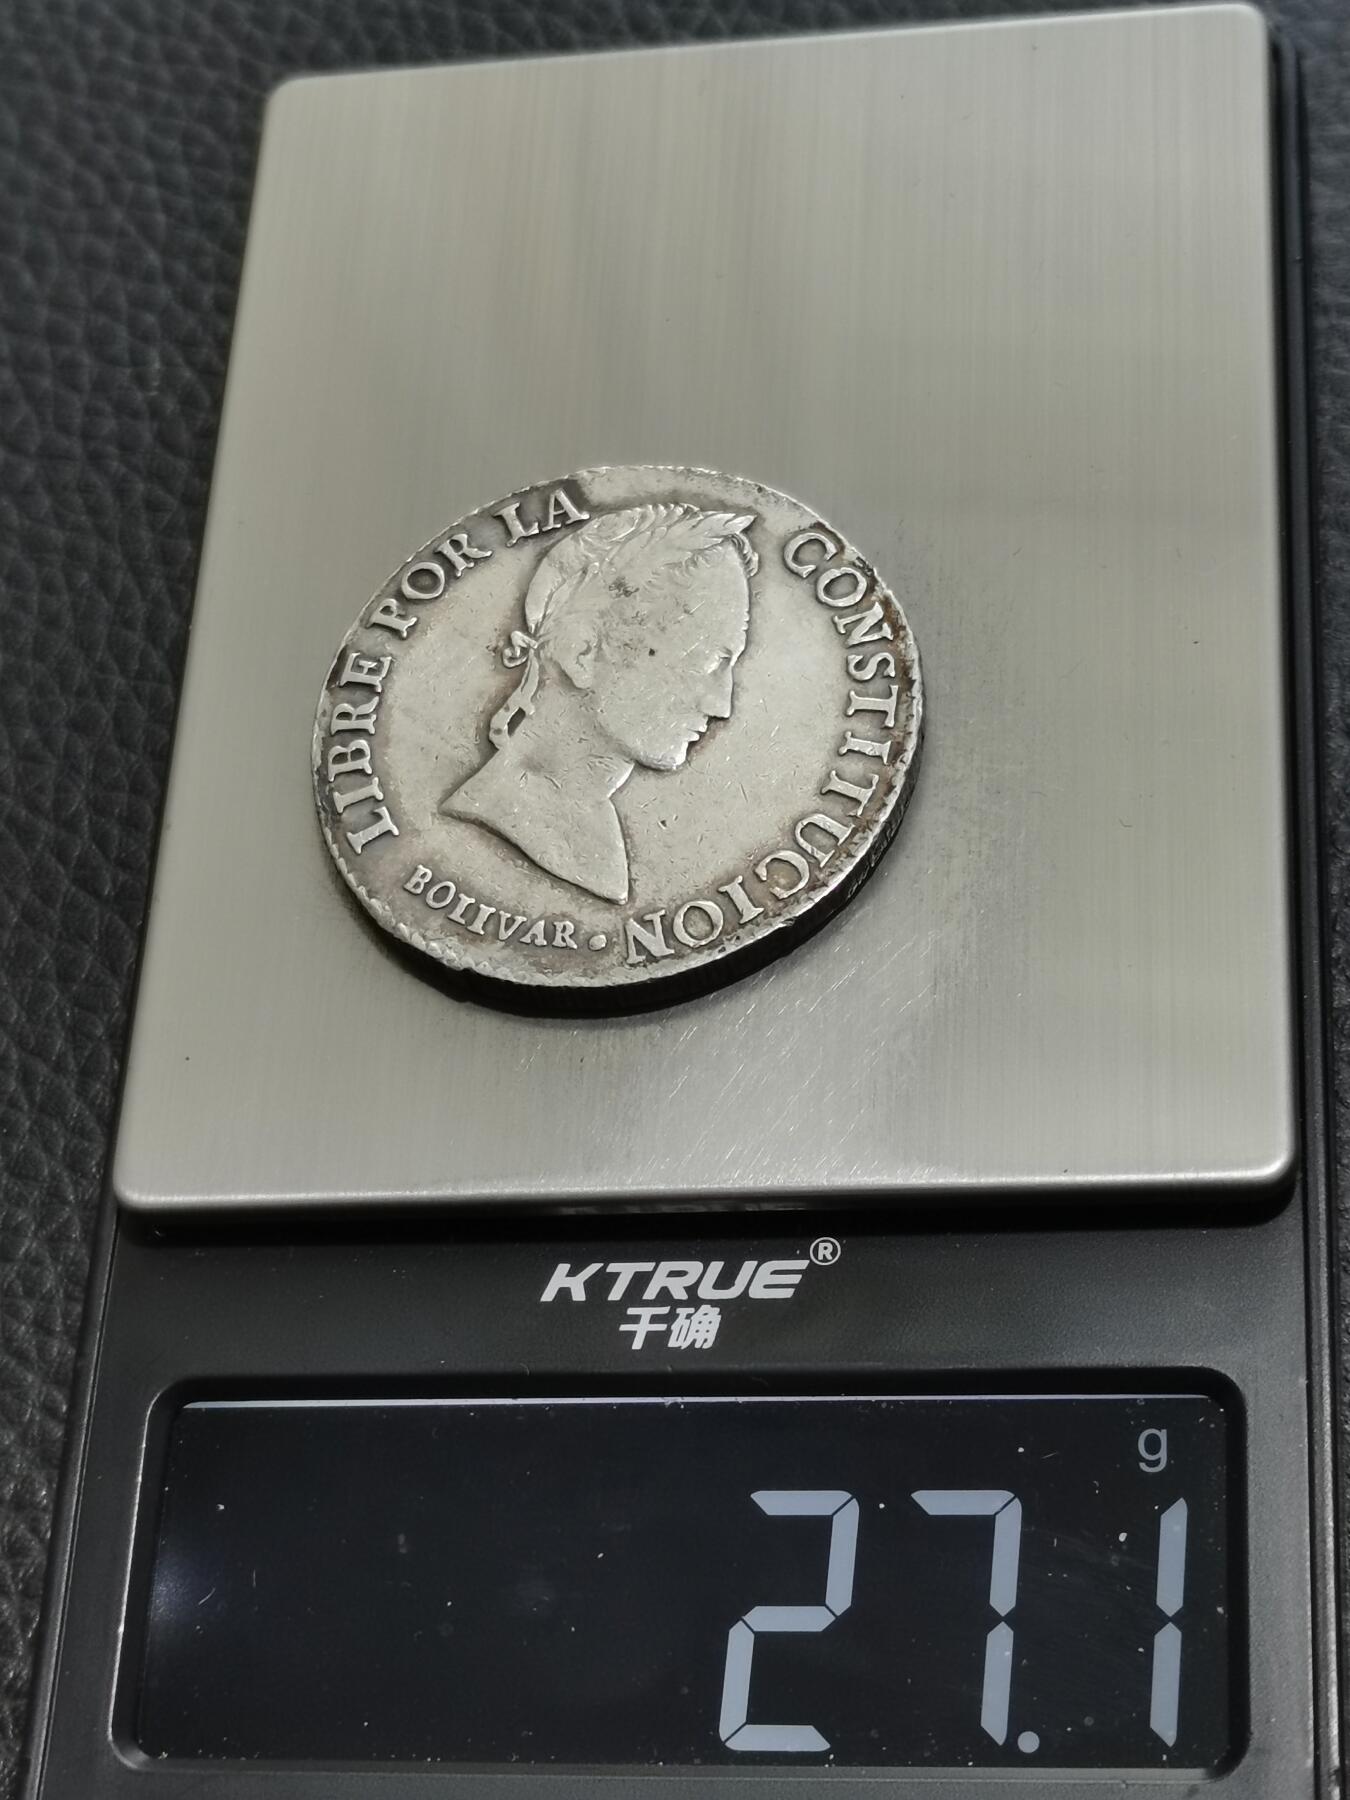 LIBRE POR LA CONSTITUCION
BOLIVAR
KTRUE®
千确
g
27.1